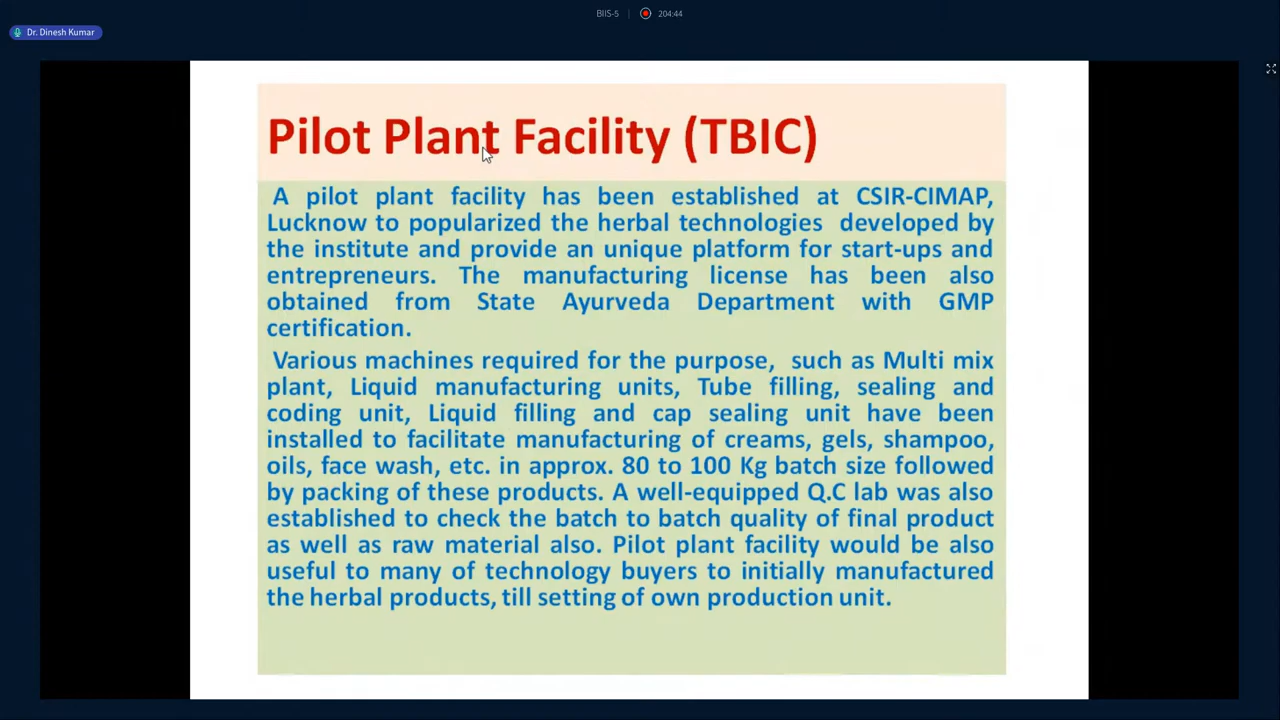 BIIS-5 | 204:44
Dr. Dinesh Kumar
Pilot Plant Facility (TBIC)
A pilot plant facility has been established at CSIR-CIMAP,
Lucknow to popularized the herbal technologies developed by
the institute and provide an unique platform for start-ups and
entrepreneurs. The manufacturing license has been also
obtained from State Ayurveda Department with GMP
certification.
Various machines required for the purpose, such as Multi mix
plant, Liquid manufacturing units, Tube filling, sealing and
coding unit, Liquid filling and cap sealing unit have been
installed to facilitate manufacturing of creams, gels, shampoo,
oils, face wash, etc. in approx. 80 to 100 Kg batch size followed
by packing of these products. A well-equipped Q.C lab was also
established to check the batch to batch quality of final product
as well as raw material also. Pilot plant facility would be also
useful to many of technology buyers to initially manufactured
the herbal products, till setting of own production unit.